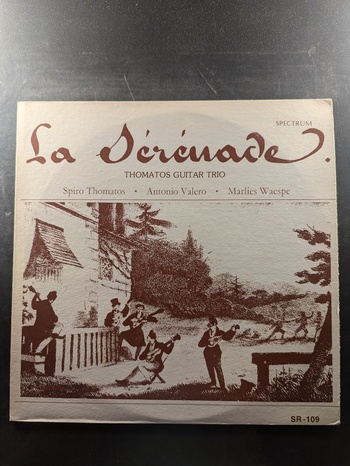 SPECTRUM
La Sérénade.
THOMATOS GUITAR TRIO
Spiro Thomatos • Antonio Valero • Marlies Waespe
SR-109